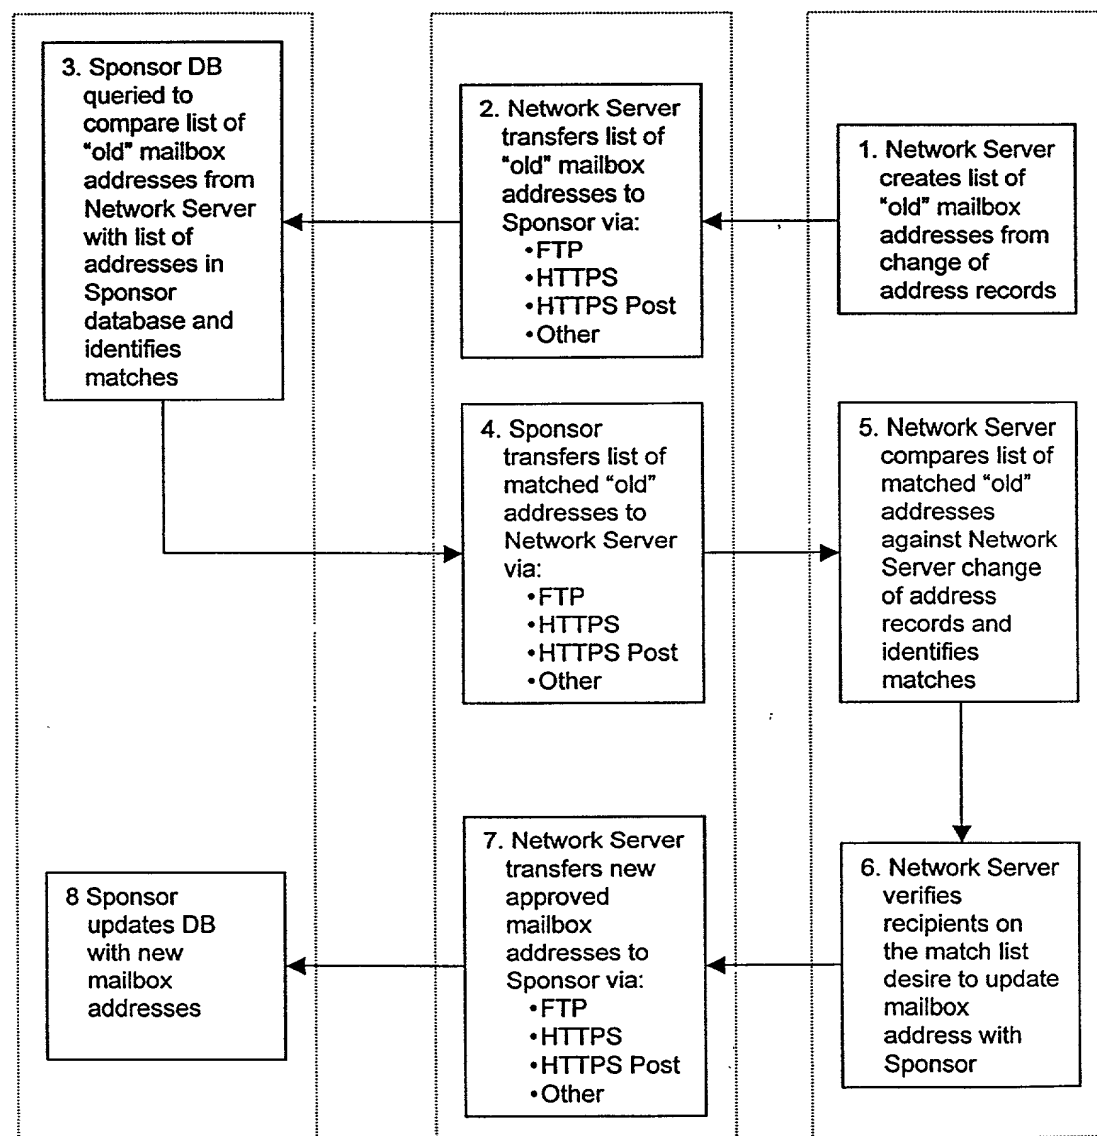 1. Network Server
creates list of
"old" mailbox
addresses from
change of
address records
2. Network Server
transfers list of
"old" mailbox
addresses to
Sponsor via:
•FTP
•HTTPS
•HTTPS Post
•Other
3. Sponsor DB
queried to
compare list of
"old" mailbox
addresses from
Network Server
with list of
addresses in
Sponsor
database and
identifies
matches
4. Sponsor
transfers list of
matched "old"
addresses to
Network Server
via:
•FTP
•HTTPS
•HTTPS Post
•Other
5. Network Server
compares list of
matched "old"
addresses
against Network
Server change
of address
records and
identifies
matches
6. Network Server
verifies
recipients on
the match list
desire to update
mailbox
address with
Sponsor
7. Network Server
transfers new
approved
mailbox
addresses to
Sponsor via:
•FTP
•HTTPS
•HTTPS Post
•Other
8 Sponsor
updates DB
with new
mailbox
addresses